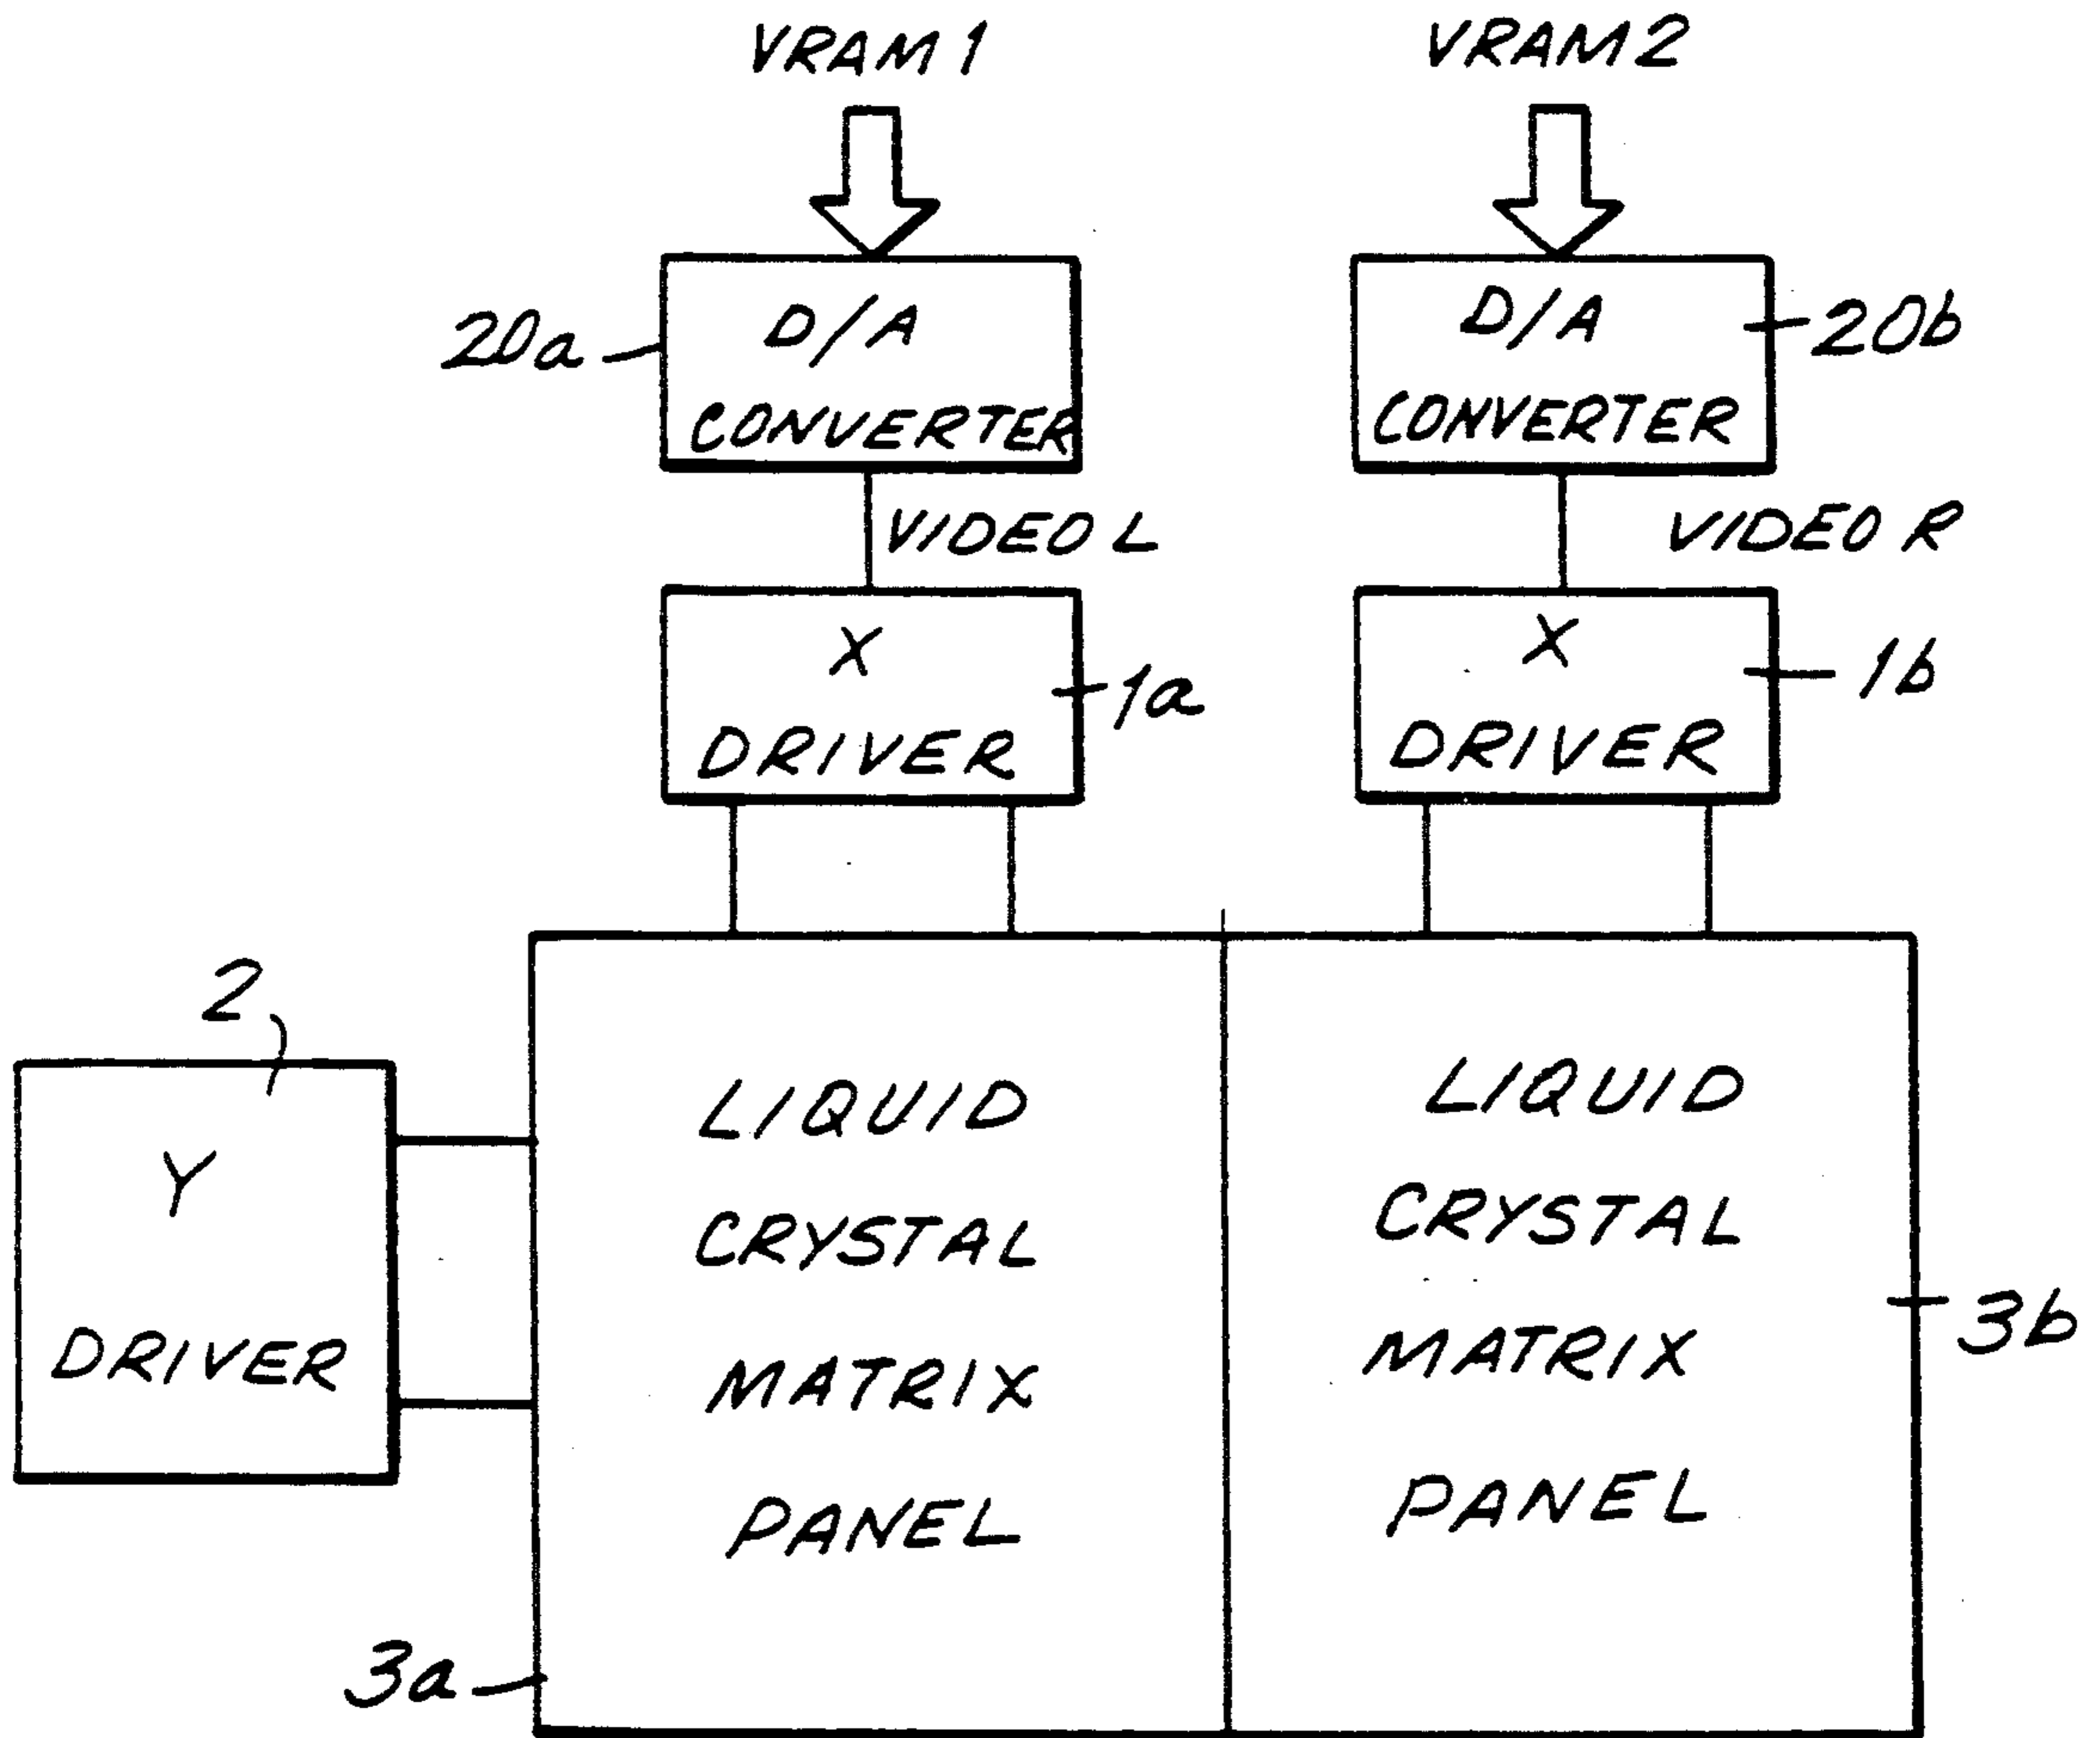 VRAM 1
VRAM 2
D/A
CONVERTER
20a
D/A
CONVERTER
20b
VIDEO L
VIDEO R
X
DRIVER
1a
X
DRIVER
1b
2
Y
DRIVER
LIQUID
CRYSTAL
MATRIX
PANEL
3a
LIQUID
CRYSTAL
MATRIX
PANEL
3b